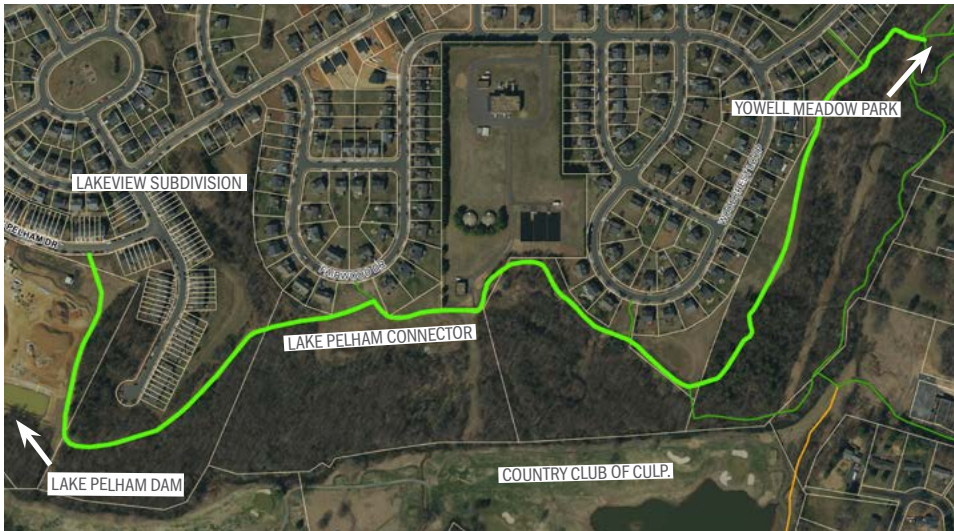 YOWELL MEADOW PARK
LAKEVIEW SUBDIVISION
PELHAM DR
LAKE PELHAM CONNECTOR
LAKE PELHAM DAM
COUNTRY CLUB OF CULP.